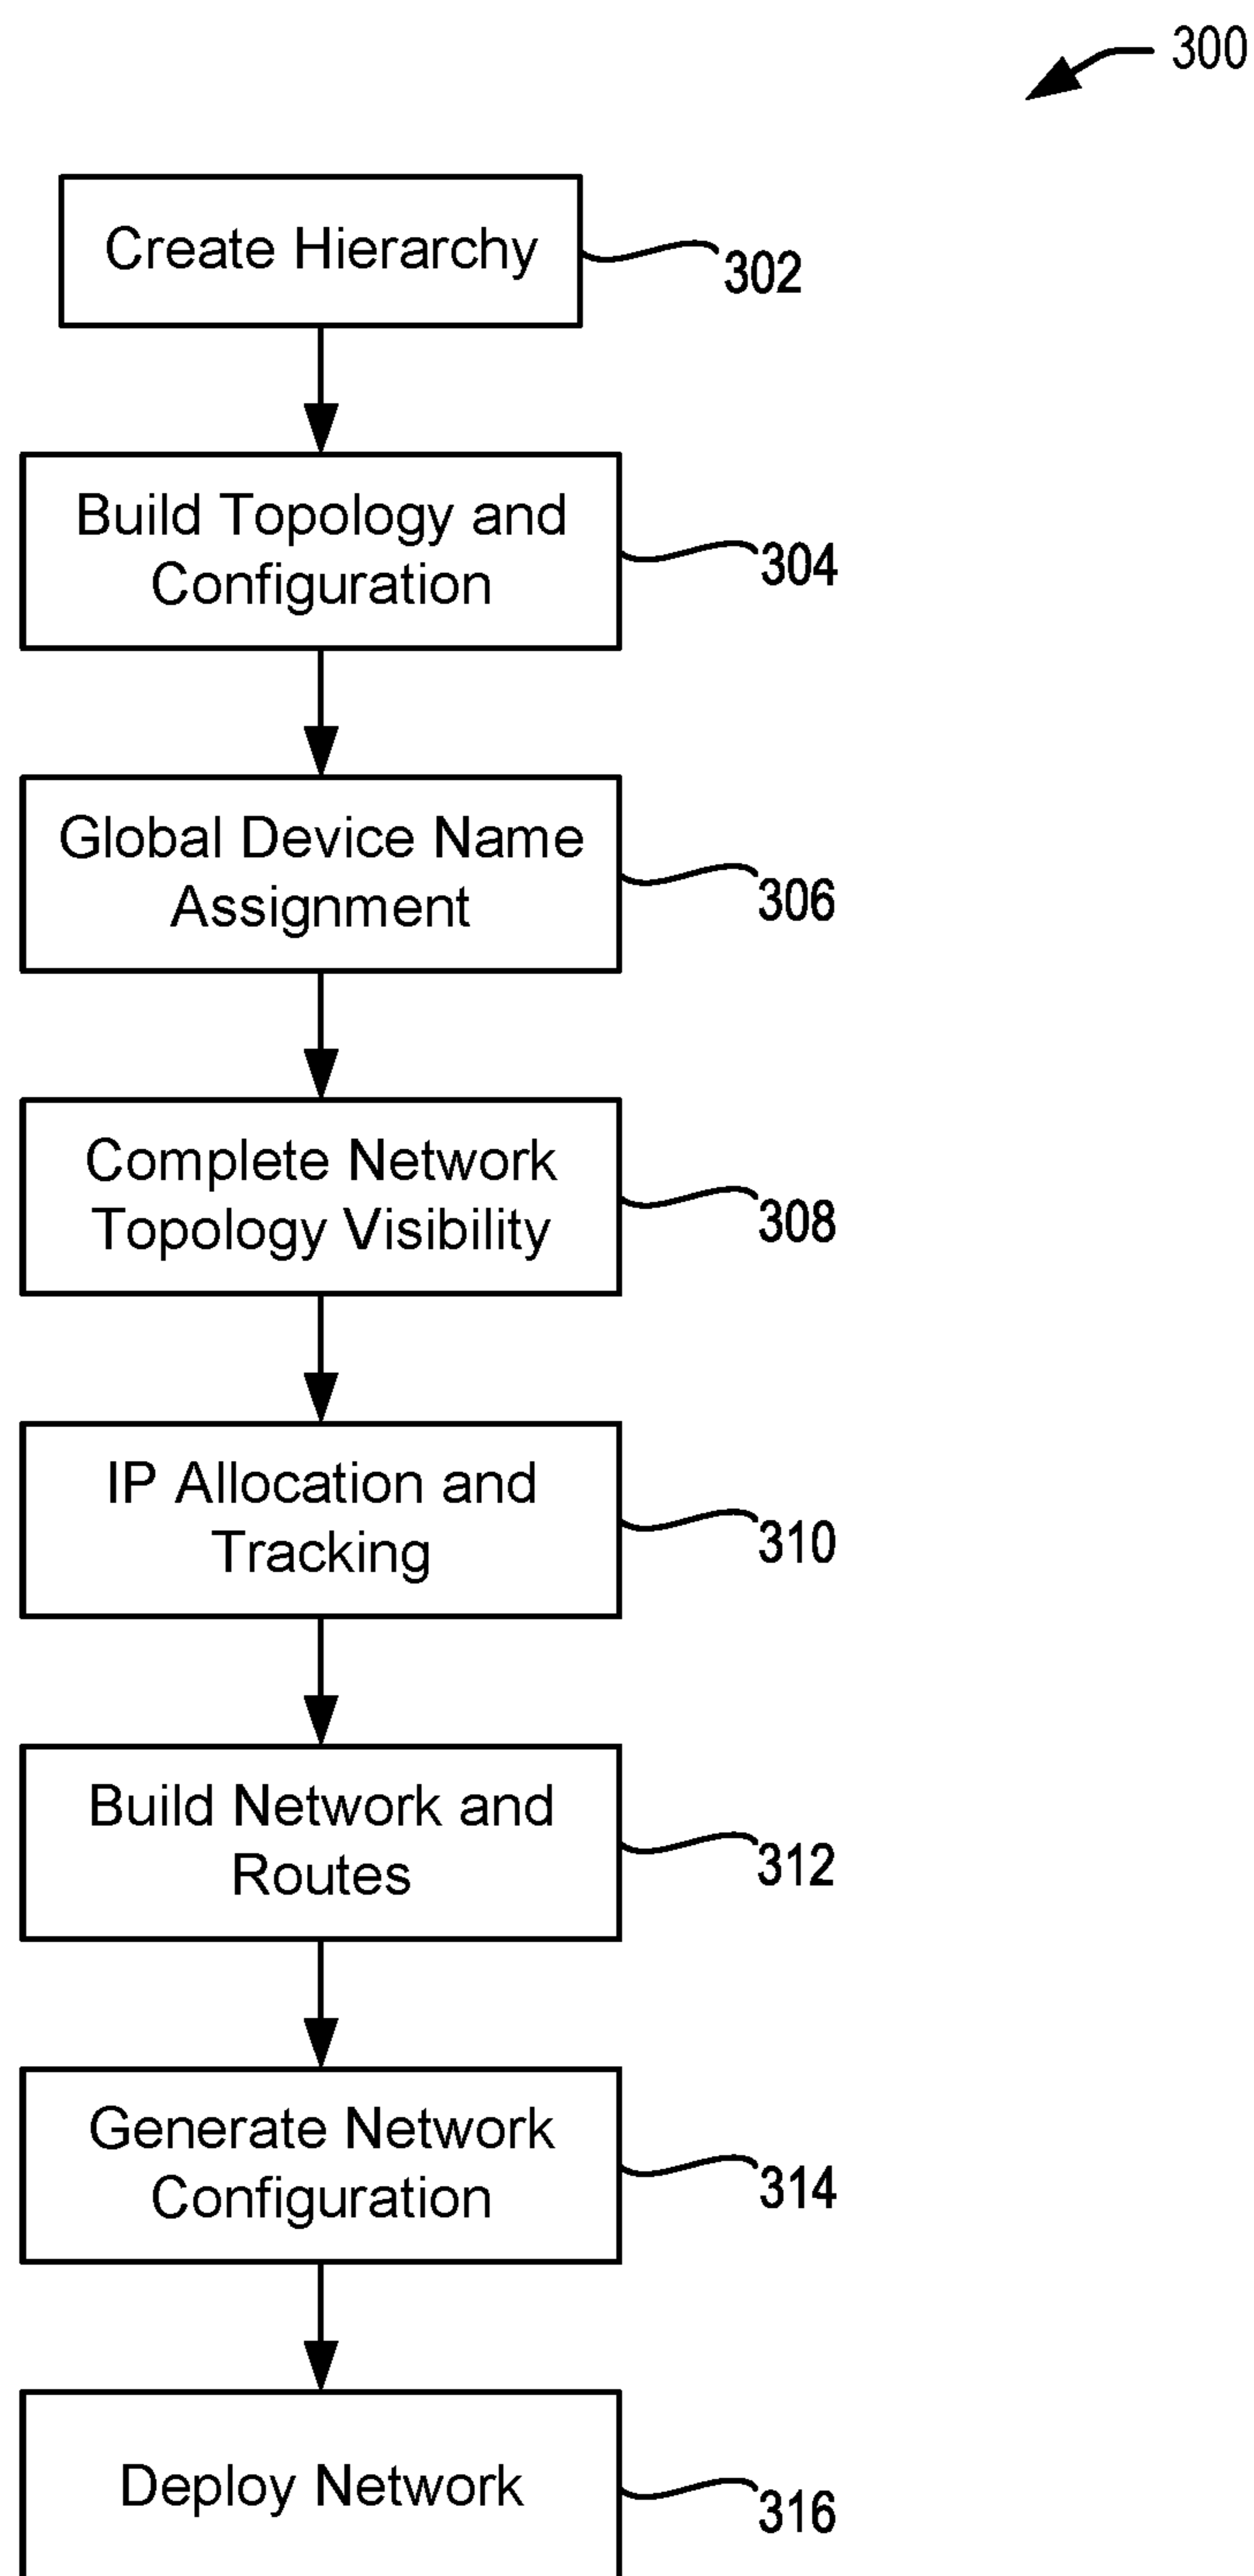 300
Create Hierarchy
302
Build Topology and
Configuration
304
Global Device Name
Assignment
306
Complete Network
Topology Visibility
308
IP Allocation and
Tracking
310
Build Network and
Routes
312
Generate Network
Configuration
314
Deploy Network
316